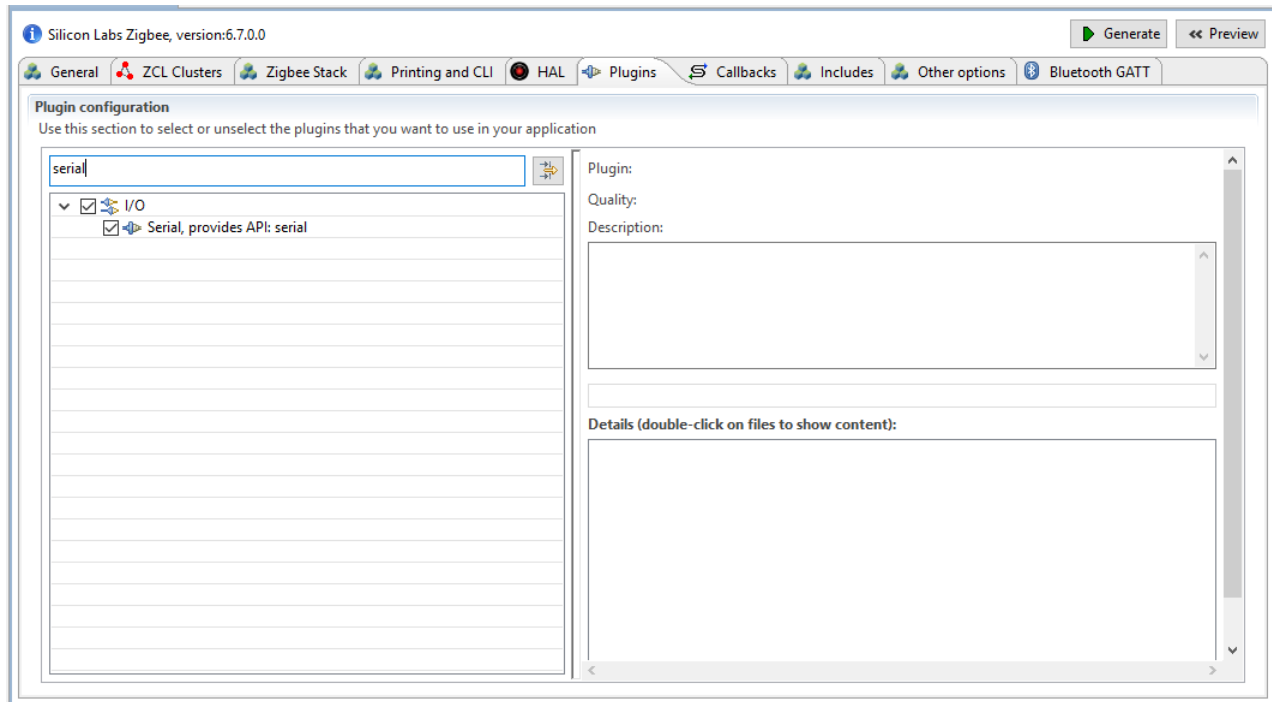 Silicon Labs Zigbee, version:6.7.0.0 Generate Preview
General ZCL Clusters Zigbee Stack Printing and CLI HAL Plugins Callbacks Includes Other options Bluetooth GATT
Plugin configuration
Use this section to select or unselect the plugins that you want to use in your application
serial
I/O
Serial, provides API: serial
Plugin:
Quality:
Description:
Details (double-click on files to show content):